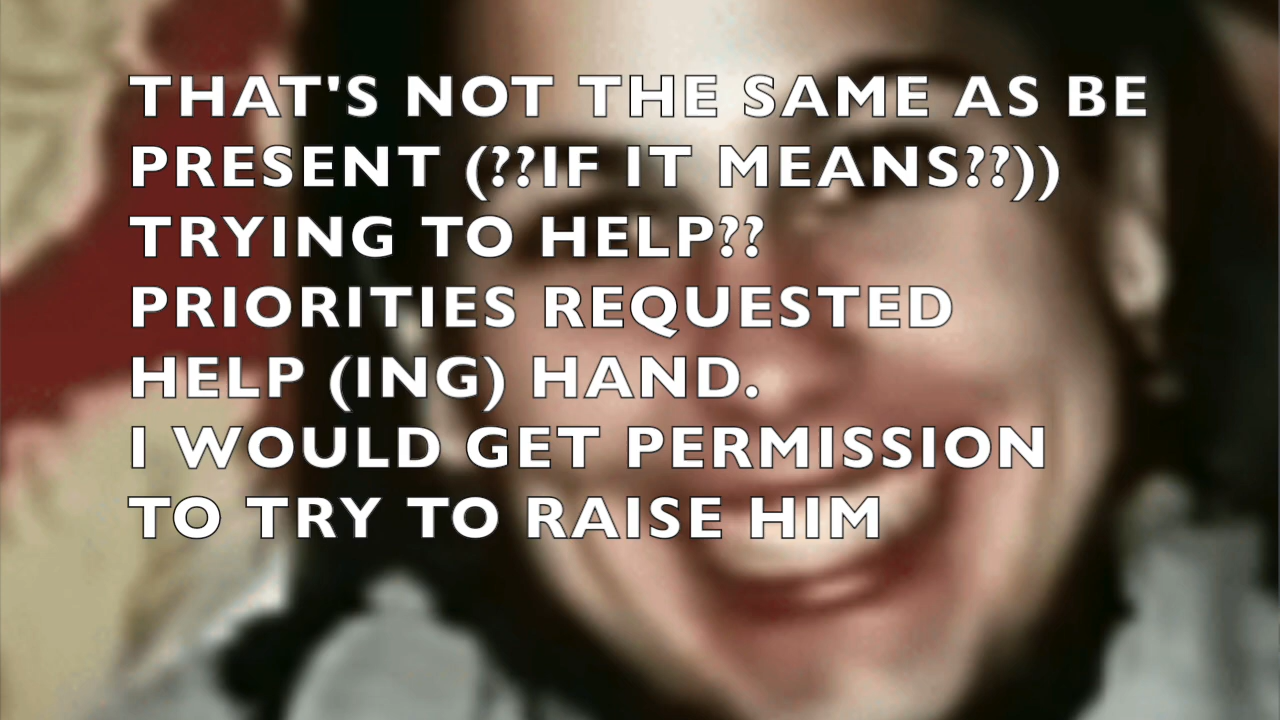 THAT'S NOT THE SAME AS BE
PRESENT (??IF IT MEANS??))
TRYING TO HELP??
PRIORITIES REQUESTED
HELP (ING) HAND.
I WOULD GET PERMISSION
TO TRY TO RAISE HIM